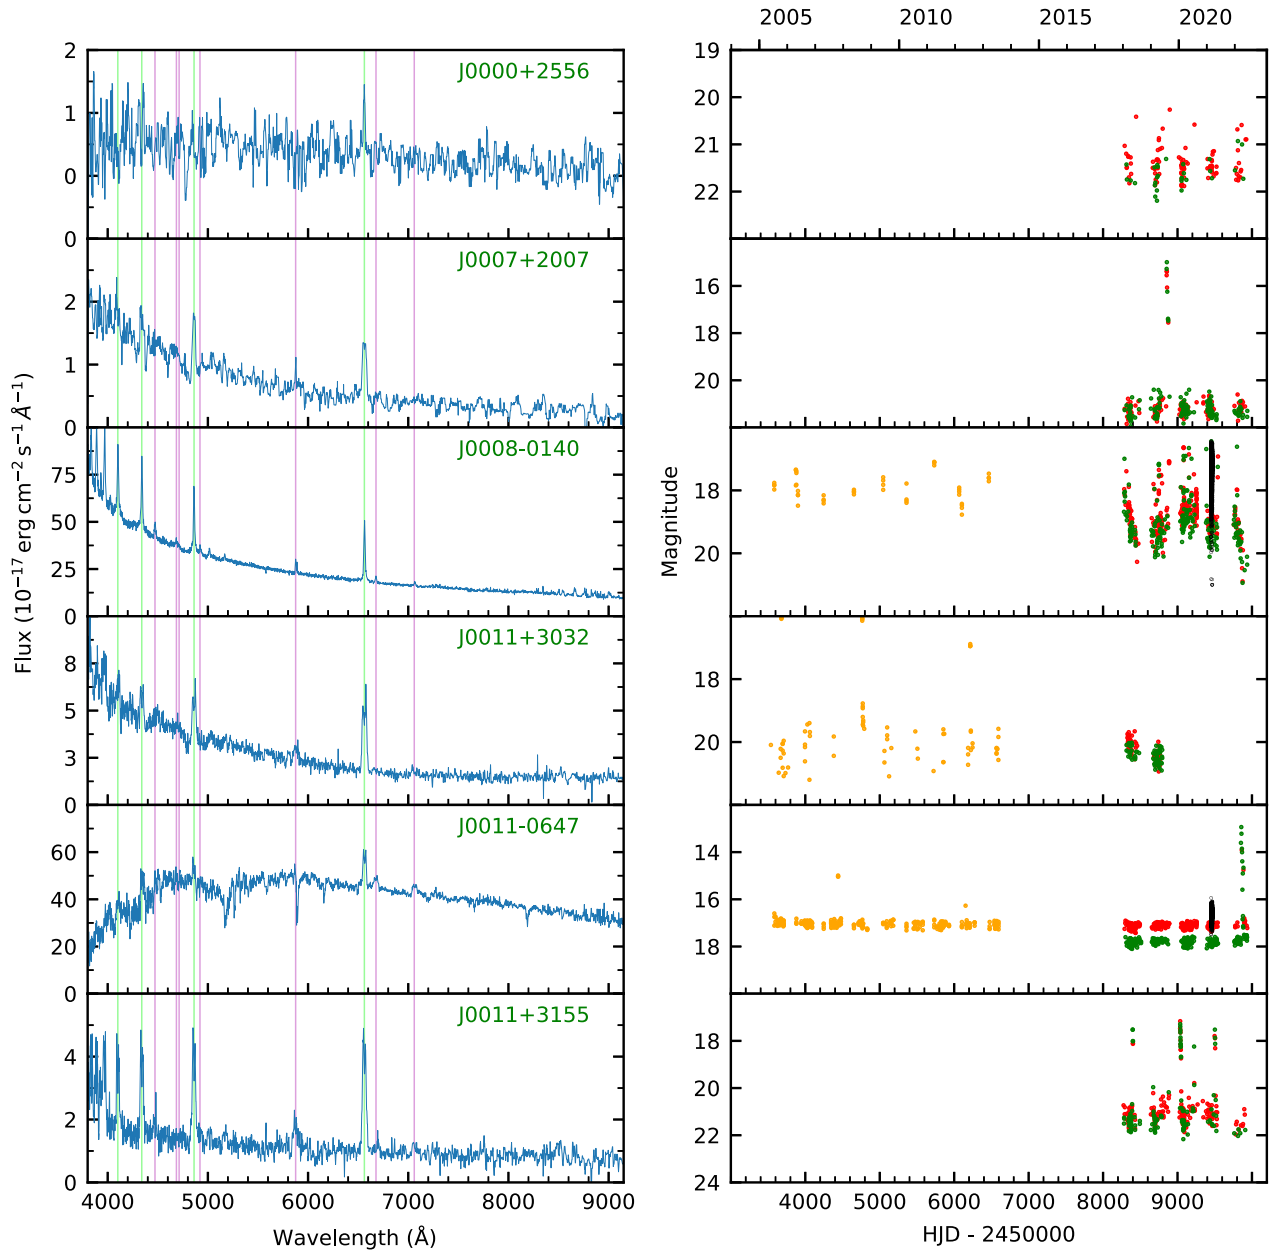 2005 2010 2015 2020
2 19
J0000+2556
1 20
21
0 22
0
J0007+2007
2 16
1 18
20
0
J0008-0140
75
50 18
25 20
0
J0011+3032
8 18
5
3 20
0
J0011-0647
60 14
40 16
20 18
0
J0011+3155
4 18
2 20
22
0 24
4000 5000 6000 7000 8000 9000
4000 5000 6000 7000 8000 9000
Wavelength (Å)
HJD - 2450000
Flux (10⁻¹⁷ erg cm⁻² s⁻¹ Å⁻¹)
Magnitude